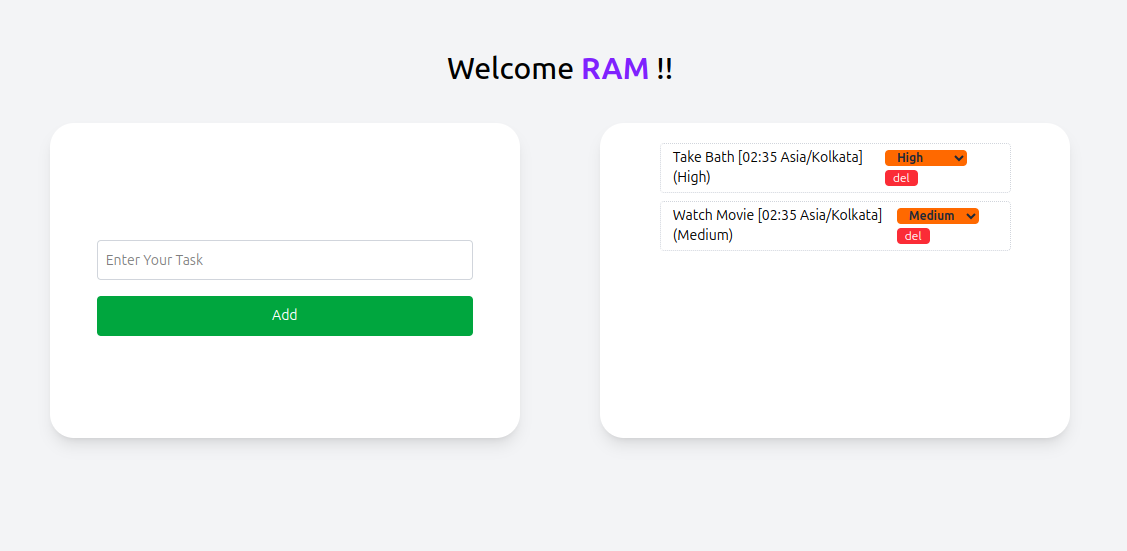 Welcome RAM !!
Enter Your Task
Add
Take Bath [02:35 Asia/Kolkata] High
(High) del
Watch Movie [02:35 Asia/Kolkata] Medium
(Medium) del